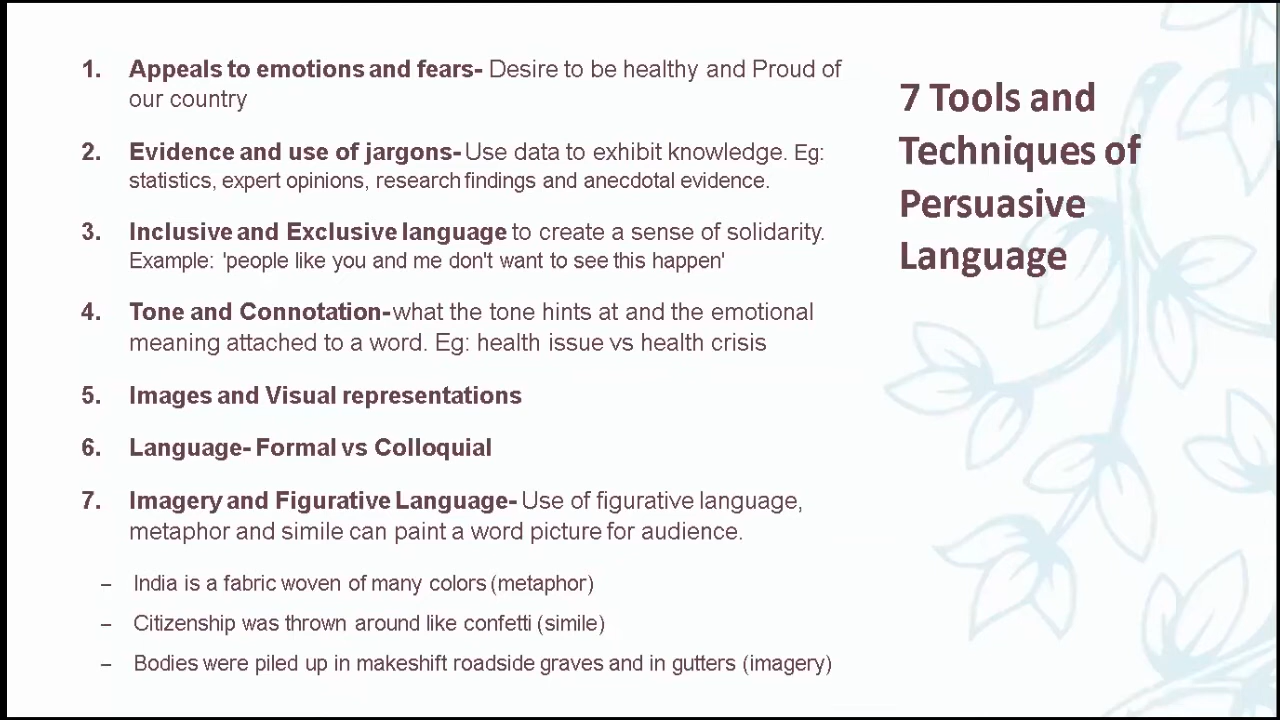 1. Appeals to emotions and fears- Desire to be healthy and Proud of
our country
2. Evidence and use of jargons- Use data to exhibit knowledge. Eg:
statistics, expert opinions, research findings and anecdotal evidence.
3. Inclusive and Exclusive language to create a sense of solidarity.
Example: 'people like you and me don't want to see this happen'
4. Tone and Connotation-what the tone hints at and the emotional
meaning attached to a word. Eg: health issue vs health crisis
5. Images and Visual representations
6. Language- Formal vs Colloquial
7. Imagery and Figurative Language- Use of figurative language,
metaphor and simile can paint a word picture for audience.
– India is a fabric woven of many colors (metaphor)
– Citizenship was thrown around like confetti (simile)
– Bodies were piled up in makeshift roadside graves and in gutters (imagery)
7 Tools and
Techniques of
Persuasive
Language